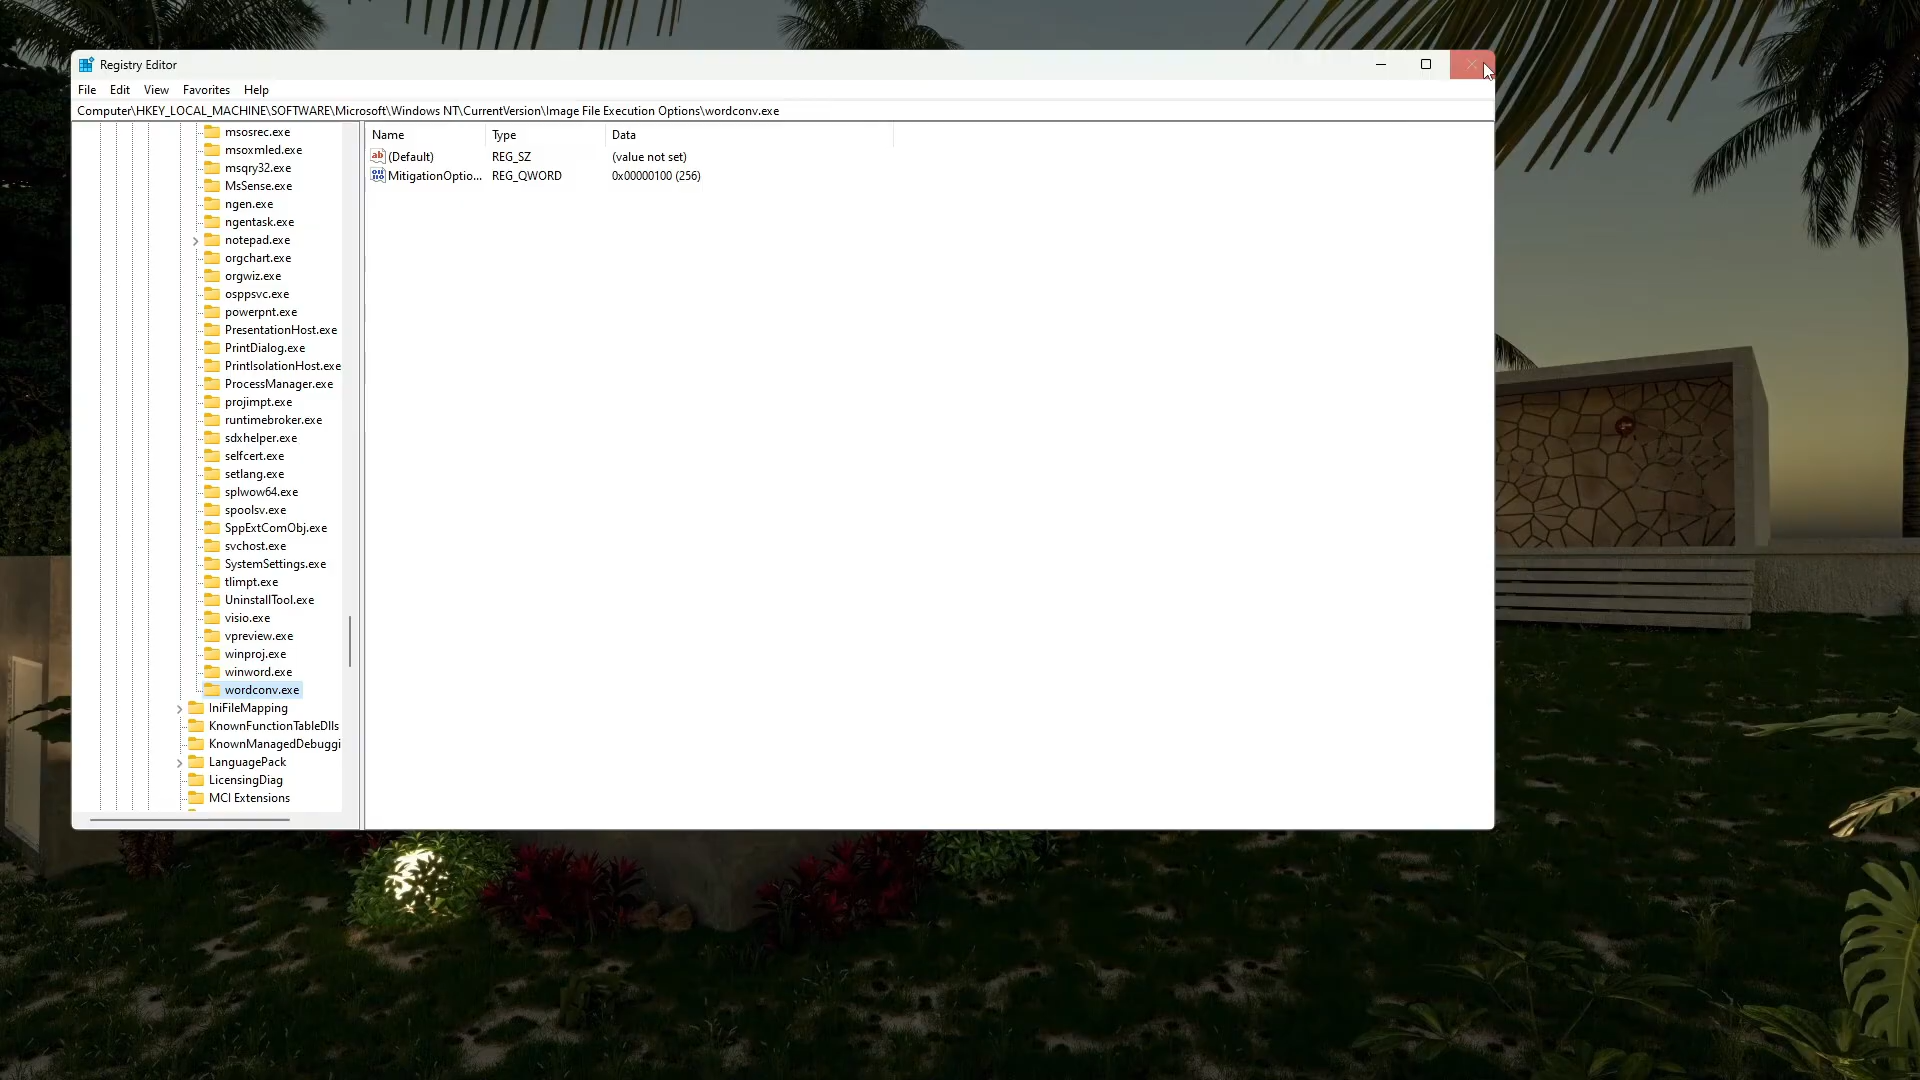 Registry Editor
File Edit View Favorites Help
Computer\HKEY_LOCAL_MACHINE\SOFTWARE\Microsoft\Windows NT\CurrentVersion\Image File Execution Options\wordconv.exe
msosrec.exe
msoxmled.exe
msqry32.exe
MsSense.exe
ngen.exe
ngentask.exe
notepad.exe
orgchart.exe
orgwiz.exe
osppsvc.exe
powerpnt.exe
PresentationHost.exe
PrintDialog.exe
PrintIsolationHost.exe
ProcessManager.exe
projimpt.exe
runtimebroker.exe
sdxhelper.exe
selfcert.exe
setlang.exe
splwow64.exe
spoolsv.exe
SppExtComObj.exe
svchost.exe
SystemSettings.exe
tlimpt.exe
UninstallTool.exe
visio.exe
vpreview.exe
winproj.exe
winword.exe
wordconv.exe
IniFileMapping
KnownFunctionTableDlls
KnownManagedDebuggi
LanguagePack
LicensingDiag
MCI Extensions
Name Type Data
(Default) REG_SZ (value not set)
MitigationOptio... REG_QWORD 0x00000100 (256)